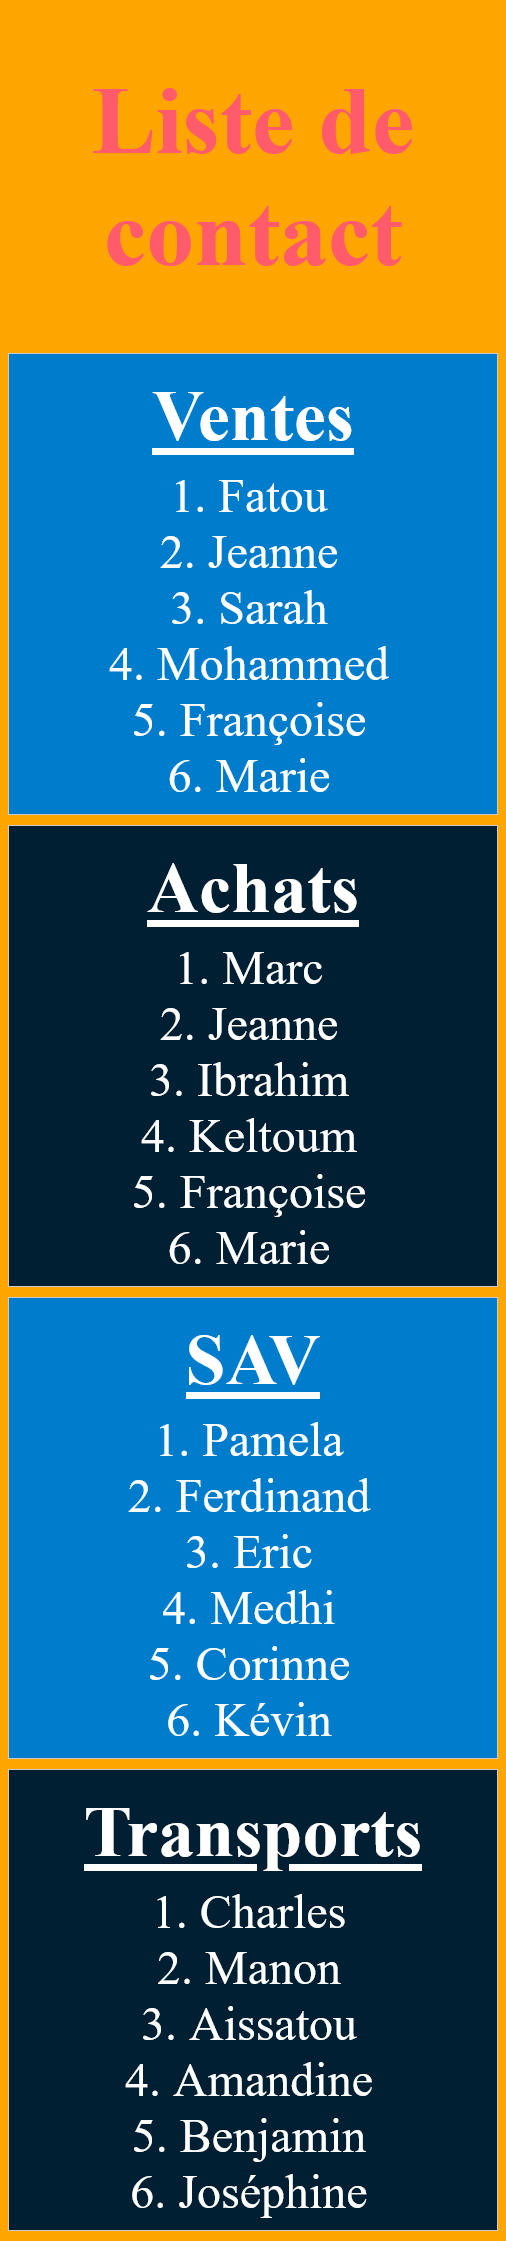 Liste de
contact
Ventes
1. Fatou
2. Jeanne
3. Sarah
4. Mohammed
5. Françoise
6. Marie
Achats
1. Marc
2. Jeanne
3. Ibrahim
4. Keltoum
5. Françoise
6. Marie
SAV
1. Pamela
2. Ferdinand
3. Eric
4. Medhi
5. Corinne
6. Kévin
Transports
1. Charles
2. Manon
3. Aissatou
4. Amandine
5. Benjamin
6. Joséphine